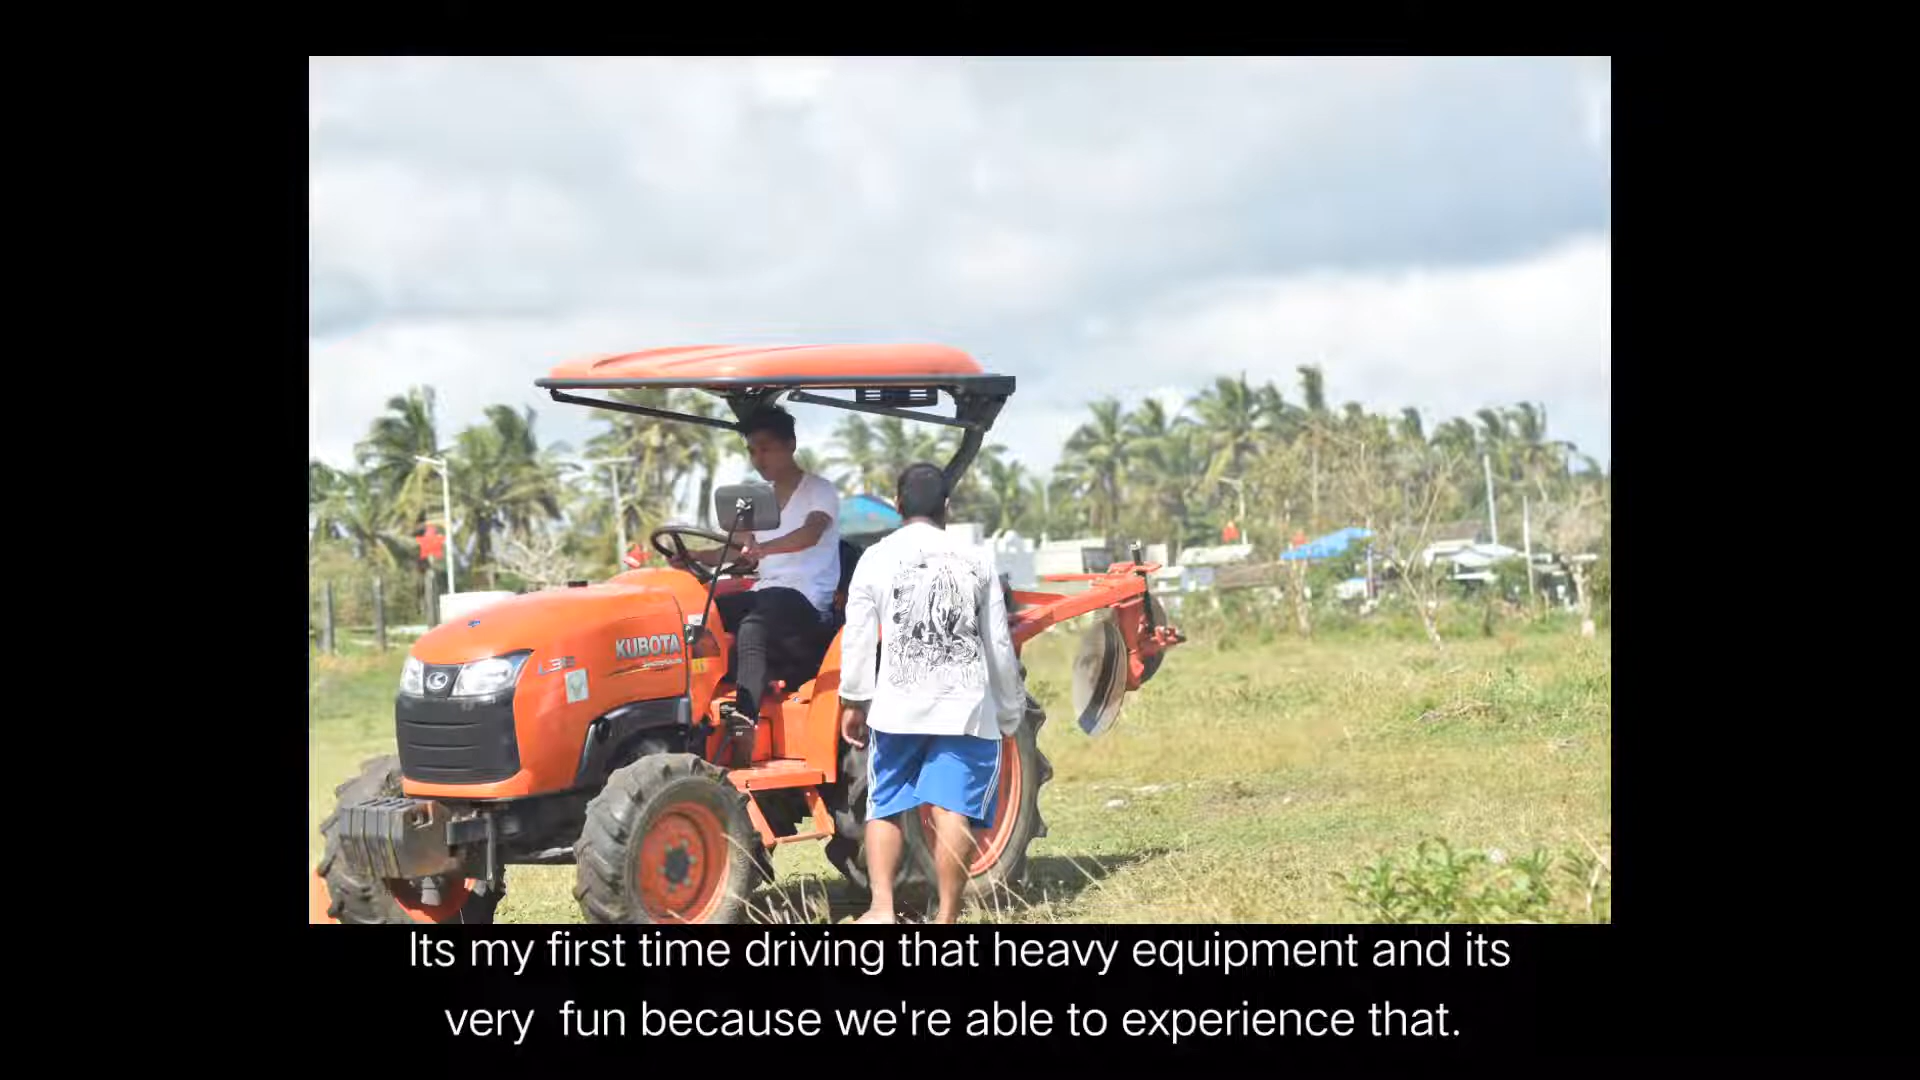 KUBOTA
Its my first time driving that heavy equipment and its
very  fun because we're able to experience that.